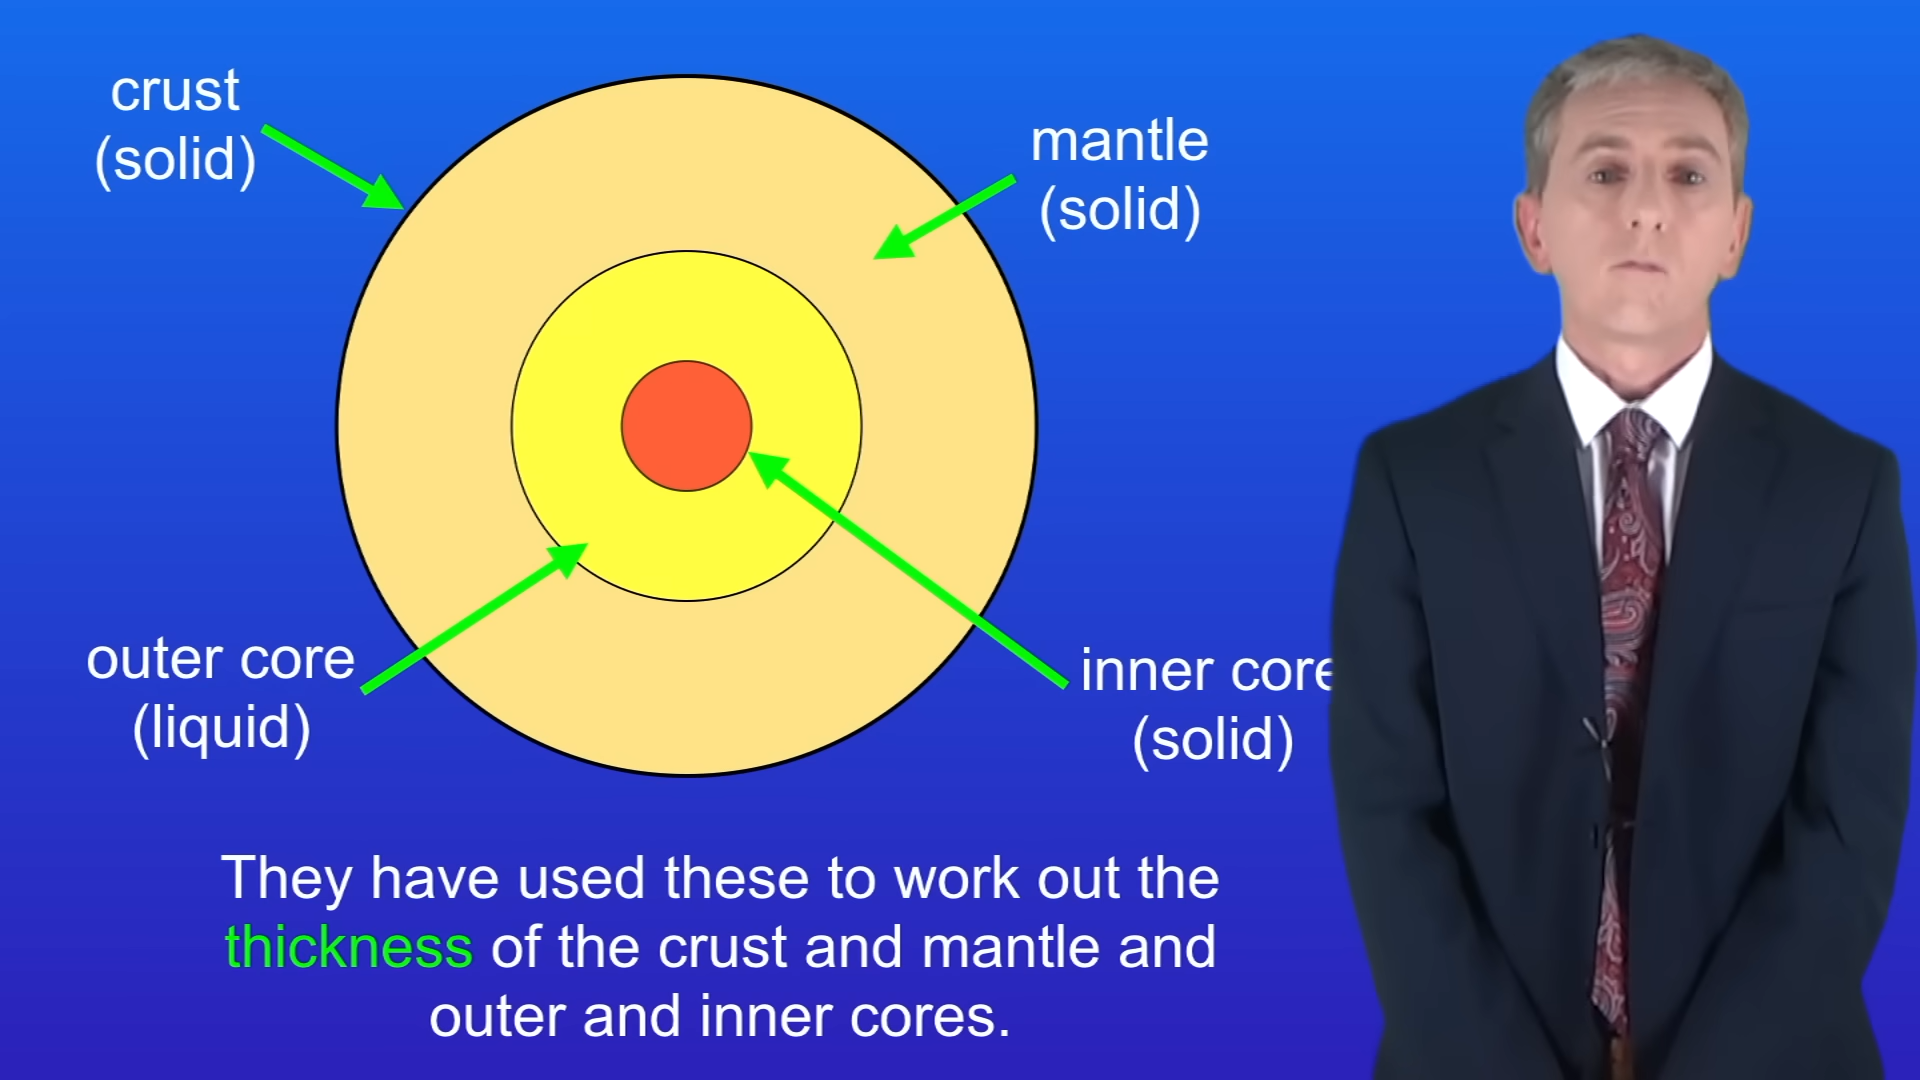 crust
(solid)
mantle
(solid)
outer core
(liquid)
inner core
(solid)
They have used these to work out the
thickness of the crust and mantle and
outer and inner cores.